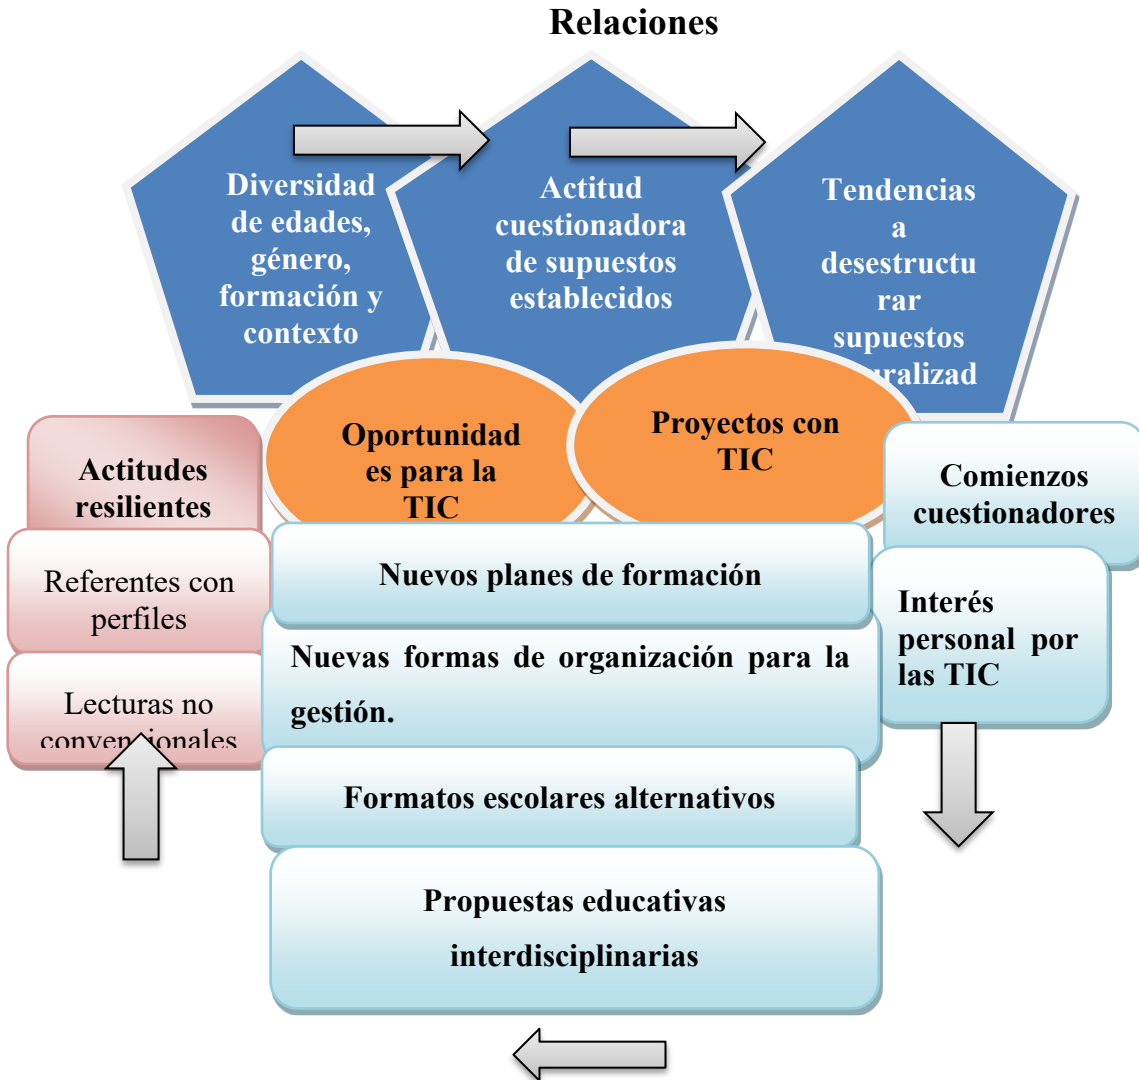 Relaciones
Diversidad
de edades,
género,
formación y
contexto
Actitud
cuestionadora
de supuestos
establecidos
Tendencias
a
desestructu
rar
supuestos
Oportunidad
es para la
TIC
Proyectos con
TIC
Actitudes
resilientes
Referentes con
perfiles
Lecturas no
convencionales
Nuevos planes de formación
Nuevas formas de organización para la
gestión.
Formatos escolares alternativos
Propuestas educativas
interdisciplinarias
Comienzos
cuestionadores
Interés
personal por
las TIC